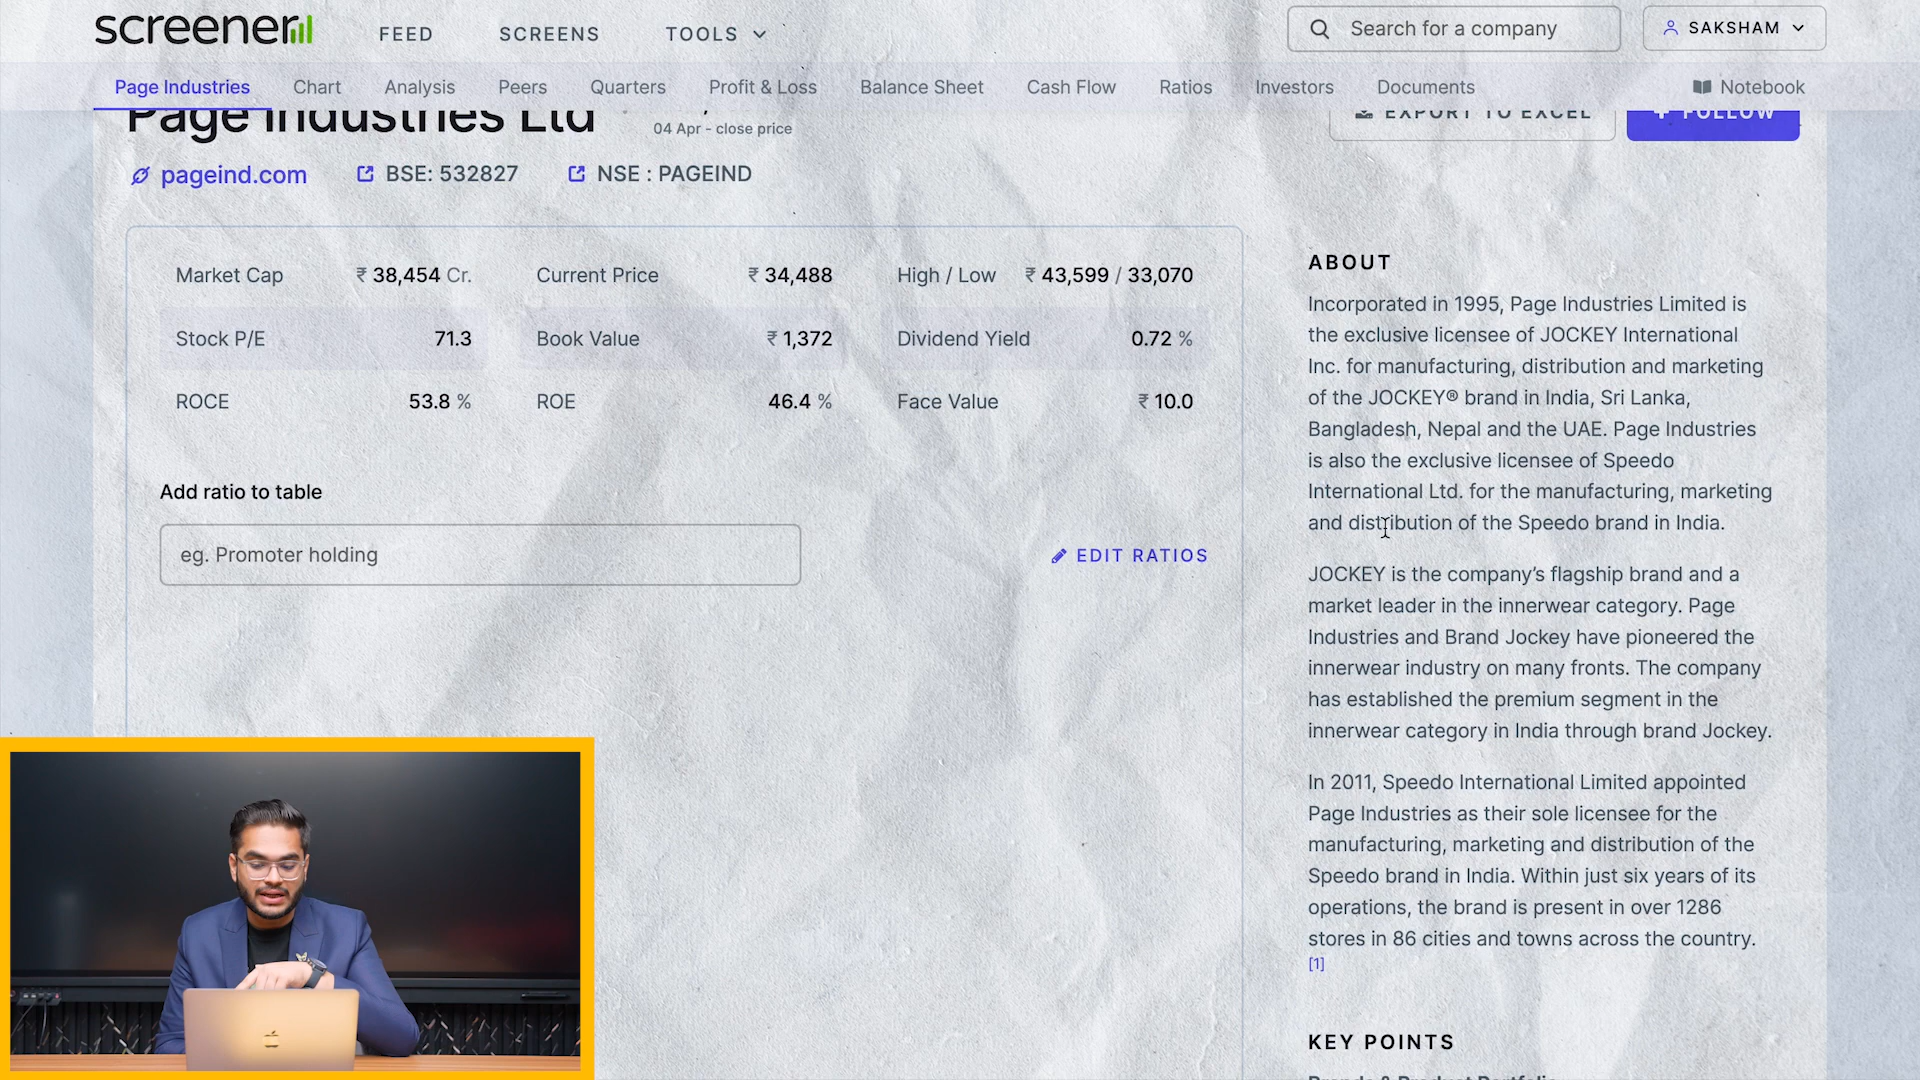 screener
FEED
SCREENS
TOOLS
Search for a company
SAKSHAM
Page Industries
Chart
Analysis
Peers
Quarters
Profit & Loss
Balance Sheet
Cash Flow
Ratios
Investors
Documents
Notebook
Page Industries Ltd
04 Apr - close price
EXPORT TO EXCEL
FOLLOW
pageind.com
BSE: 532827
NSE : PAGEIND
Market Cap ₹ 38,454 Cr.
Current Price ₹ 34,488
High / Low ₹ 43,599 / 33,070
Stock P/E 71.3
Book Value ₹ 1,372
Dividend Yield 0.72 %
ROCE 53.8 %
ROE 46.4 %
Face Value ₹ 10.0
Add ratio to table
eg. Promoter holding
EDIT RATIOS
ABOUT
Incorporated in 1995, Page Industries Limited is
the exclusive licensee of JOCKEY International
Inc. for manufacturing, distribution and marketing
of the JOCKEY® brand in India, Sri Lanka,
Bangladesh, Nepal and the UAE. Page Industries
is also the exclusive licensee of Speedo
International Ltd. for the manufacturing, marketing
and distribution of the Speedo brand in India.
JOCKEY is the company's flagship brand and a
market leader in the innerwear category. Page
Industries and Brand Jockey have pioneered the
innerwear industry on many fronts. The company
has established the premium segment in the
innerwear category in India through brand Jockey.
In 2011, Speedo International Limited appointed
Page Industries as their sole licensee for the
manufacturing, marketing and distribution of the
Speedo brand in India. Within just six years of its
operations, the brand is present in over 1286
stores in 86 cities and towns across the country.
[1]
KEY POINTS
Brands & Product Portfolio